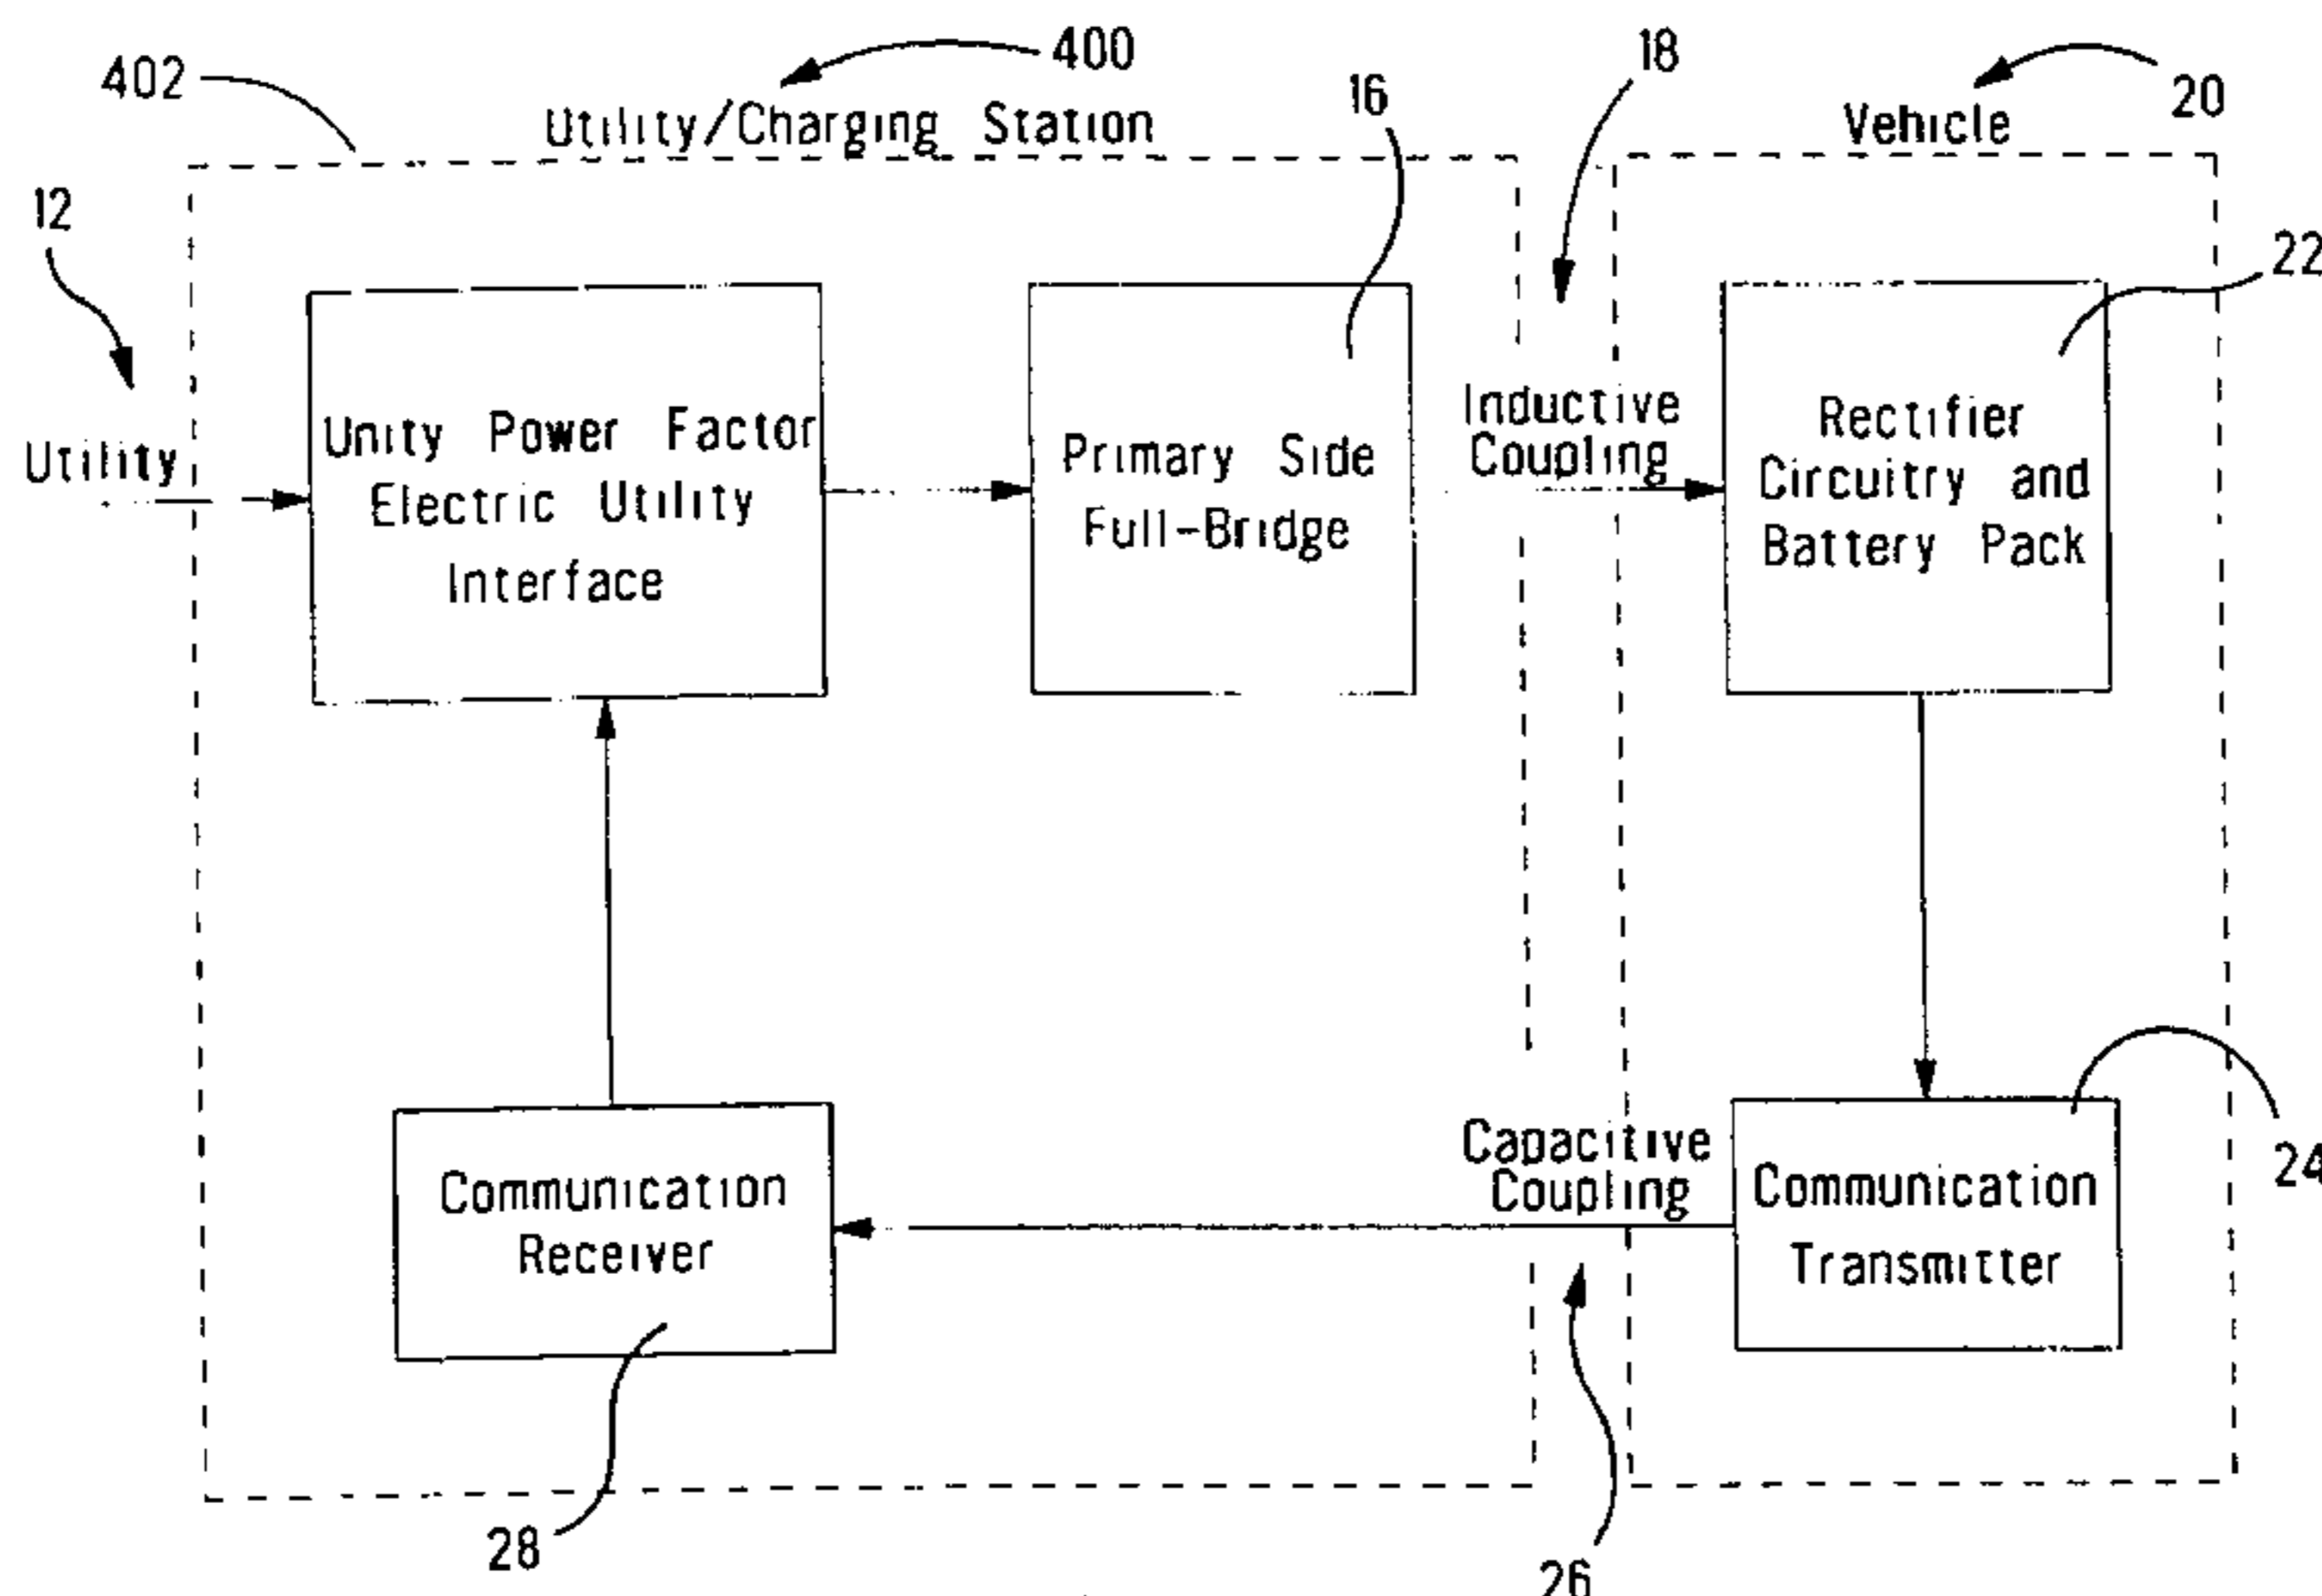 400
402
Utility/Charging Station
16
18
20
Vehicle
12
22
Utility
Unity Power Factor
Electric Utility
Interface
Primary Side
Full-Bridge
Inductive
Coupling
Rectifier
Circuitry and
Battery Pack
Communication
Receiver
Capacitive
Coupling
Communication
Transmitter
24
28
26